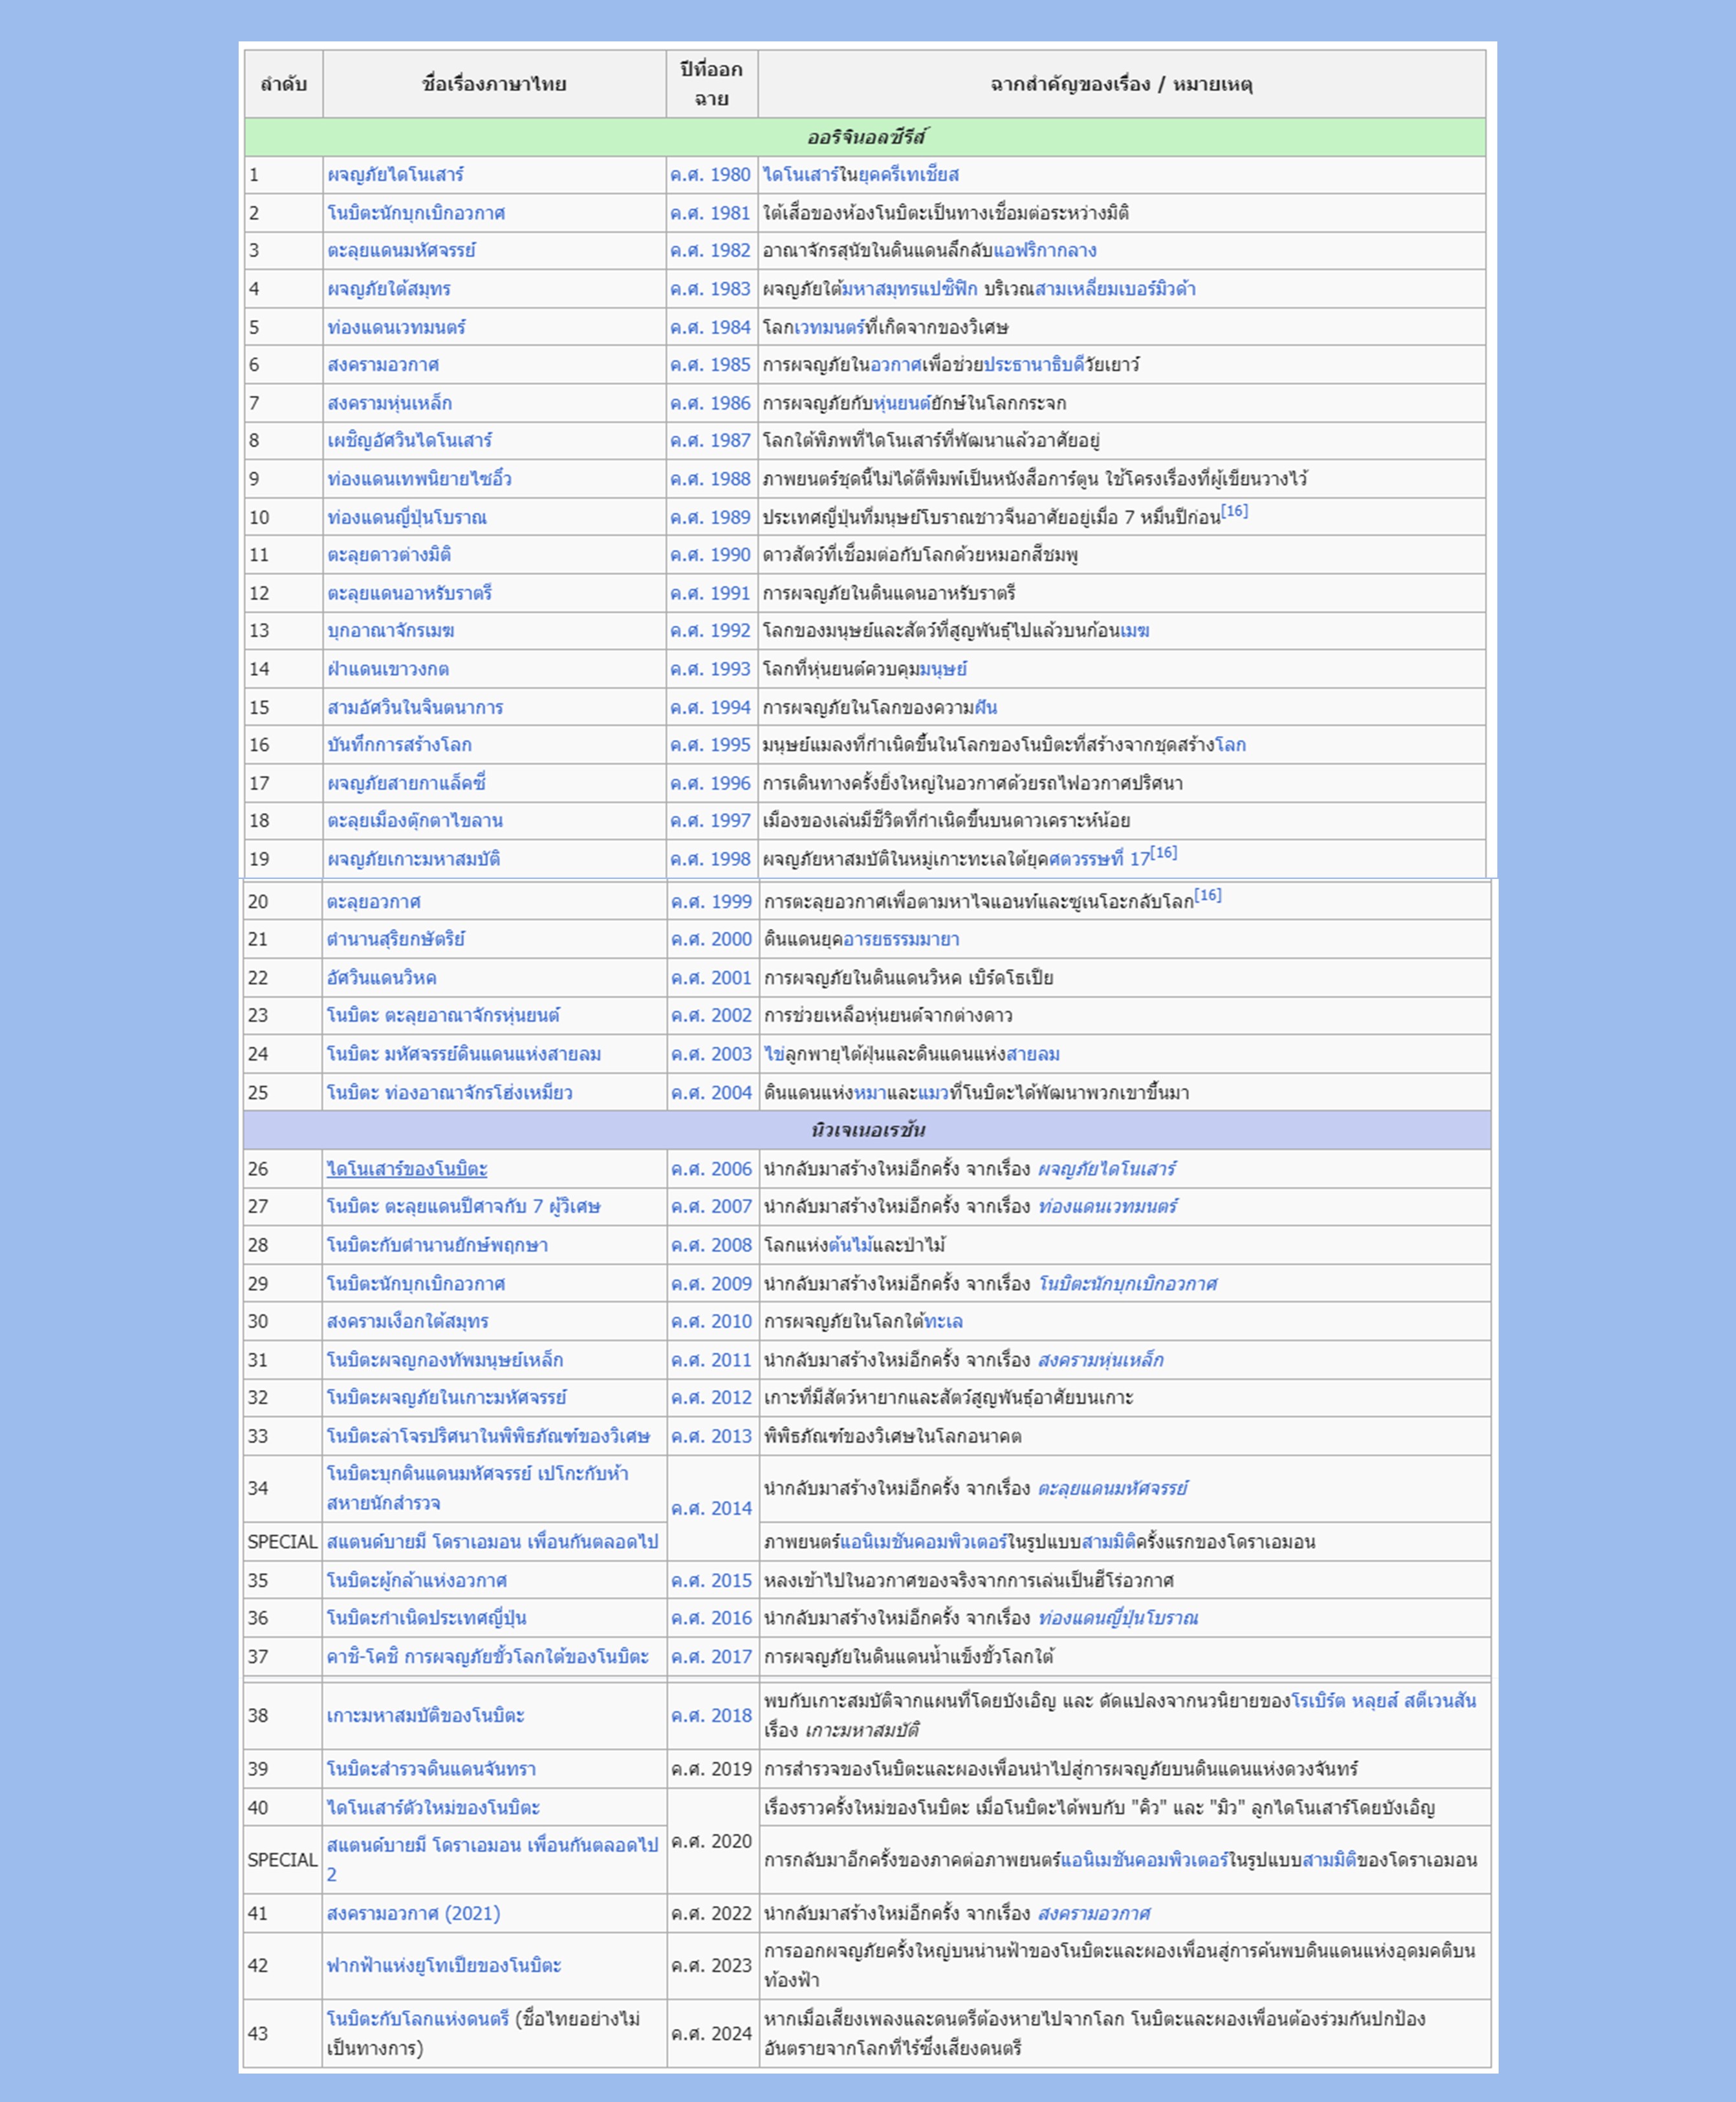 ลำดับ ชื่อเรื่องภาษาไทย ปีที่ออกฉาย ฉากสำคัญของเรื่อง / หมายเหตุ
ออริจินอลซีรีส์
1 ผจญภัยไดโนเสาร์ ค.ศ. 1980 ไดโนเสาร์ในยุคครีเทเชียส
2 โนบิตะนักบุกเบิกอวกาศ ค.ศ. 1981 ใต้เสื่อของห้องโนบิตะเป็นทางเชื่อมต่อระหว่างมิติ
3 ตะลุยแดนมหัศจรรย์ ค.ศ. 1982 อาณาจักรสุนัขในดินแดนลึกลับแอฟริกากลาง
4 ผจญภัยใต้สมุทร ค.ศ. 1983 ผจญภัยใต้มหาสมุทรแปซิฟิก บริเวณสามเหลี่ยมเบอร์มิวด้า
5 ท่องแดนเวทมนตร์ ค.ศ. 1984 โลกเวทมนตร์ที่เกิดจากของวิเศษ
6 สงครามอวกาศ ค.ศ. 1985 การผจญภัยในอวกาศเพื่อช่วยประธานาธิบดีวัยเยาว์
7 สงครามหุ่นเหล็ก ค.ศ. 1986 การผจญภัยกับหุ่นยนต์ยักษ์ในโลกกระจก
8 เผชิญอัศวินไดโนเสาร์ ค.ศ. 1987 โลกใต้พิภพที่ไดโนเสาร์ที่พัฒนาแล้วอาศัยอยู่
9 ท่องแดนเทพนิยายไซอิ๋ว ค.ศ. 1988 ภาพยนตร์ชุดนี้ไม่ได้ตีพิมพ์เป็นหนังสือการ์ตูน ใช้โครงเรื่องที่ผู้เขียนวางไว้
10 ท่องแดนญี่ปุ่นโบราณ ค.ศ. 1989 ประเทศญี่ปุ่นที่มนุษย์โบราณชาวจีนอาศัยอยู่เมื่อ 7 หมื่นปีก่อน[16]
11 ตะลุยดาวต่างมิติ ค.ศ. 1990 ดาวสัตว์ที่เชื่อมต่อกับโลกด้วยหมอกสีชมพู
12 ตะลุยแดนอาหรับราตรี ค.ศ. 1991 การผจญภัยในดินแดนอาหรับราตรี
13 บุกอาณาจักรเมฆ ค.ศ. 1992 โลกของมนุษย์และสัตว์ที่สูญพันธุ์ไปแล้วบนก้อนเมฆ
14 ฝ่าแดนเขาวงกต ค.ศ. 1993 โลกที่หุ่นยนต์ควบคุมมนุษย์
15 สามอัศวินในจินตนาการ ค.ศ. 1994 การผจญภัยในโลกของความฝัน
16 บันทึกการสร้างโลก ค.ศ. 1995 มนุษย์แมลงที่กำเนิดขึ้นในโลกของโนบิตะที่สร้างจากชุดสร้างโลก
17 ผจญภัยสายกาแล็คซี่ ค.ศ. 1996 การเดินทางครั้งยิ่งใหญ่ในอวกาศด้วยรถไฟอวกาศปริศนา
18 ตะลุยเมืองตุ๊กตาไขลาน ค.ศ. 1997 เมืองของเล่นมีชีวิตที่กำเนิดขึ้นบนดาวเคราะห์น้อย
19 ผจญภัยเกาะมหาสมบัติ ค.ศ. 1998 ผจญภัยหาสมบัติในหมู่เกาะทะเลใต้ยุคศตวรรษที่ 17[16]
20 ตะลุยอวกาศ ค.ศ. 1999 การตะลุยอวกาศเพื่อตามหาไจแอนท์และซูเนโอะกลับโลก[16]
21 ตำนานสุริยกษัตริย์ ค.ศ. 2000 ดินแดนยุคอารยธรรมมายา
22 อัศวินแดนวิหค ค.ศ. 2001 การผจญภัยในดินแดนวิหค เบิร์ดโธเปีย
23 โนบิตะ ตะลุยอาณาจักรหุ่นยนต์ ค.ศ. 2002 การช่วยเหลือหุ่นยนต์จากต่างดาว
24 โนบิตะ มหัศจรรย์ดินแดนแห่งสายลม ค.ศ. 2003 ไข่ลูกพายุไต้ฝุ่นและดินแดนแห่งสายลม
25 โนบิตะ ท่องอาณาจักรโฮ่งเหมียว ค.ศ. 2004 ดินแดนแห่งหมาและแมวที่โนบิตะได้พัฒนาพวกเขาขึ้นมา
นิวเจเนอเรชัน
26 ไดโนเสาร์ของโนบิตะ ค.ศ. 2006 นำกลับมาสร้างใหม่อีกครั้ง จากเรื่อง ผจญภัยไดโนเสาร์
27 โนบิตะ ตะลุยแดนปีศาจกับ 7 ผู้วิเศษ ค.ศ. 2007 นำกลับมาสร้างใหม่อีกครั้ง จากเรื่อง ท่องแดนเวทมนตร์
28 โนบิตะกับตำนานยักษ์พฤกษา ค.ศ. 2008 โลกแห่งต้นไม้และป่าไม้
29 โนบิตะนักบุกเบิกอวกาศ ค.ศ. 2009 นำกลับมาสร้างใหม่อีกครั้ง จากเรื่อง โนบิตะนักบุกเบิกอวกาศ
30 สงครามเงือกใต้สมุทร ค.ศ. 2010 การผจญภัยในโลกใต้ทะเล
31 โนบิตะผจญกองทัพมนุษย์เหล็ก ค.ศ. 2011 นำกลับมาสร้างใหม่อีกครั้ง จากเรื่อง สงครามหุ่นเหล็ก
32 โนบิตะผจญภัยในเกาะมหัศจรรย์ ค.ศ. 2012 เกาะที่มีสัตว์หายากและสัตว์สูญพันธุ์อาศัยบนเกาะ
33 โนบิตะล่าโจรปริศนาในพิพิธภัณฑ์ของวิเศษ ค.ศ. 2013 พิพิธภัณฑ์ของวิเศษในโลกอนาคต
34 โนบิตะบุกดินแดนมหัศจรรย์ เปโกะกับห้า
สหายนักสำรวจ ค.ศ. 2014 นำกลับมาสร้างใหม่อีกครั้ง จากเรื่อง ตะลุยแดนมหัศจรรย์
SPECIAL สแตนด์บายมี โดราเอมอน เพื่อนกันตลอดไป ภาพยนตร์แอนิเมชันคอมพิวเตอร์ในรูปแบบสามมิติครั้งแรกของโดราเอมอน
35 โนบิตะผู้กล้าแห่งอวกาศ ค.ศ. 2015 หลงเข้าไปในอวกาศของจริงจากการเล่นเป็นฮีโร่อวกาศ
36 โนบิตะกำเนิดประเทศญี่ปุ่น ค.ศ. 2016 นำกลับมาสร้างใหม่อีกครั้ง จากเรื่อง ท่องแดนญี่ปุ่นโบราณ
37 คาชิ-โคชิ การผจญภัยขั้วโลกใต้ของโนบิตะ ค.ศ. 2017 การผจญภัยในดินแดนน้ำแข็งขั้วโลกใต้
38 เกาะมหาสมบัติของโนบิตะ ค.ศ. 2018 พบกับเกาะสมบัติจากแผนที่โดยบังเอิญ และ ดัดแปลงจากนวนิยายของโรเบิร์ต หลุยส์ สตีเวนสัน
เรื่อง เกาะมหาสมบัติ
39 โนบิตะสำรวจดินแดนจันทรา ค.ศ. 2019 การสำรวจของโนบิตะและผองเพื่อนนำไปสู่การผจญภัยบนดินแดนแห่งดวงจันทร์
40 ไดโนเสาร์ตัวใหม่ของโนบิตะ ค.ศ. 2020 เรื่องราวครั้งใหม่ของโนบิตะ เมื่อโนบิตะได้พบกับ "คิว" และ "มิว" ลูกไดโนเสาร์โดยบังเอิญ
SPECIAL สแตนด์บายมี โดราเอมอน เพื่อนกันตลอดไป
2 การกลับมาอีกครั้งของภาคต่อภาพยนตร์แอนิเมชันคอมพิวเตอร์ในรูปแบบสามมิติของโดราเอมอน
41 สงครามอวกาศ (2021) ค.ศ. 2022 นำกลับมาสร้างใหม่อีกครั้ง จากเรื่อง สงครามอวกาศ
42 ฟากฟ้าแห่งยูโทเปียของโนบิตะ ค.ศ. 2023 การออกผจญภัยครั้งใหญ่บนน่านฟ้าของโนบิตะและผองเพื่อนสู่การค้นพบดินแดนแห่งอุดมคติบน
ท้องฟ้า
43 โนบิตะกับโลกแห่งดนตรี (ชื่อไทยอย่างไม่
เป็นทางการ) ค.ศ. 2024 หากเมื่อเสียงเพลงและดนตรีต้องหายไปจากโลก โนบิตะและผองเพื่อนต้องร่วมกันปกป้อง
อันตรายจากโลกที่ไร้ซึ่งเสียงดนตรี